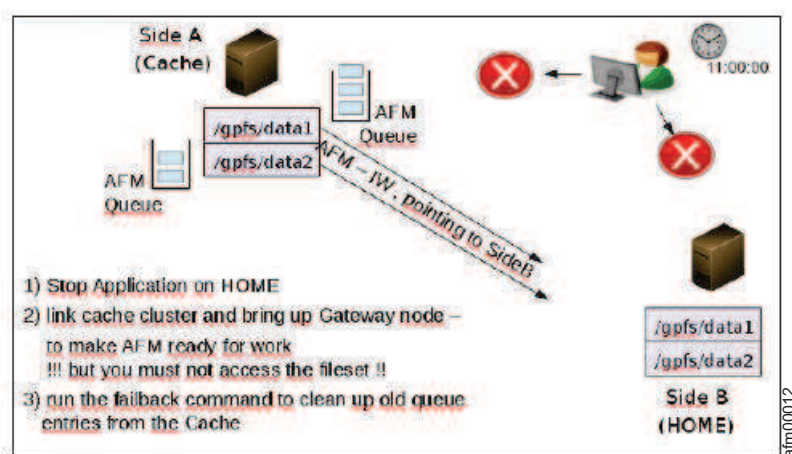 Side A
(Cache)
11:00:00
/gpfs/data1
/gpfs/data2
AFM
Queue
AFM
Queue
AFM – IW, pointing to SideB
1) Stop Application on HOME
2) link cache cluster and bring up Gateway node –
to make AFM ready for work
!!! but you must not access the fileset !!
3) run the failback command to clean up old queue
entries from the Cache
/gpfs/data1
/gpfs/data2
Side B
(HOME)
afm00012